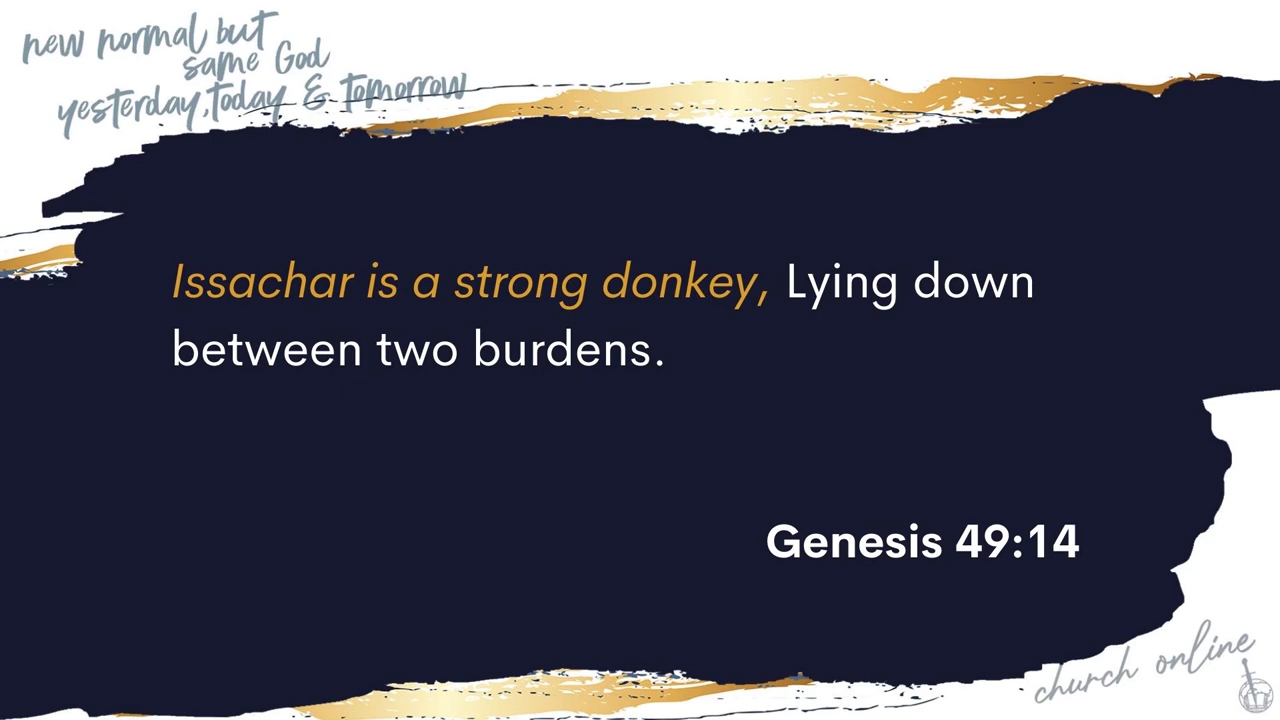 new normal but
same God
yesterday, today & tomorrow
Issachar is a strong donkey, Lying down
between two burdens.
Genesis 49:14
church online